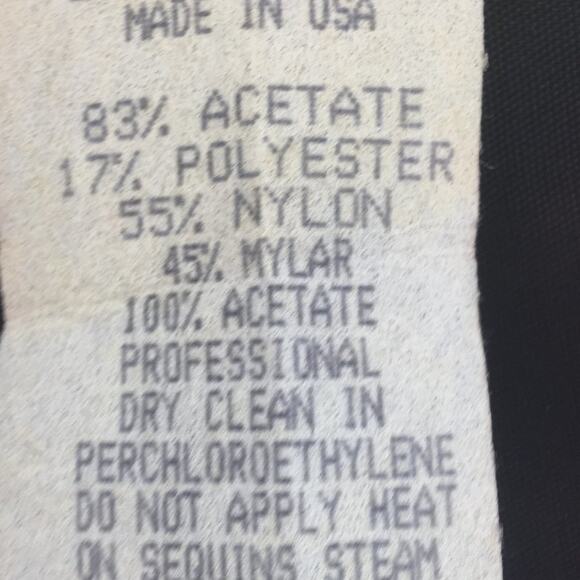 MADE IN USA
83% ACETATE
17% POLYESTER
55% NYLON
45% MYLAR
100% ACETATE
PROFESSIONAL
DRY CLEAN IN
PERCHLOROETHYLENE
DO NOT APPLY HEAT
ON SEQUINS STEAM